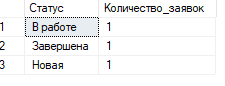 Статус Количество_заявок
1 В работе 1
2 Завершена 1
3 Новая 1